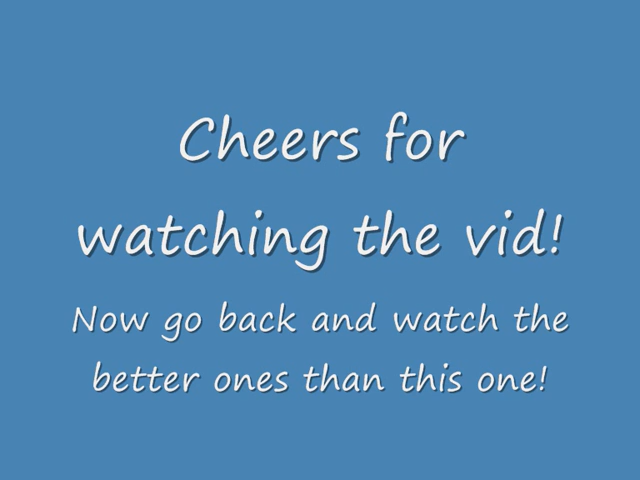 Cheers for
watching the vid!
Now go back and watch the
better ones than this one!